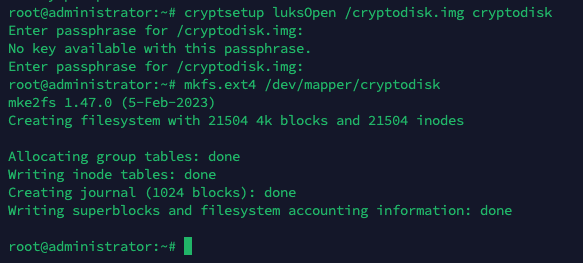 root@administrator:~# cryptsetup luksOpen /cryptodisk.img cryptodisk
Enter passphrase for /cryptodisk.img:
No key available with this passphrase.
Enter passphrase for /cryptodisk.img:
root@administrator:~# mkfs.ext4 /dev/mapper/cryptodisk
mke2fs 1.47.0 (5-Feb-2023)
Creating filesystem with 21504 4k blocks and 21504 inodes

Allocating group tables: done
Writing inode tables: done
Creating journal (1024 blocks): done
Writing superblocks and filesystem accounting information: done

root@administrator:~#